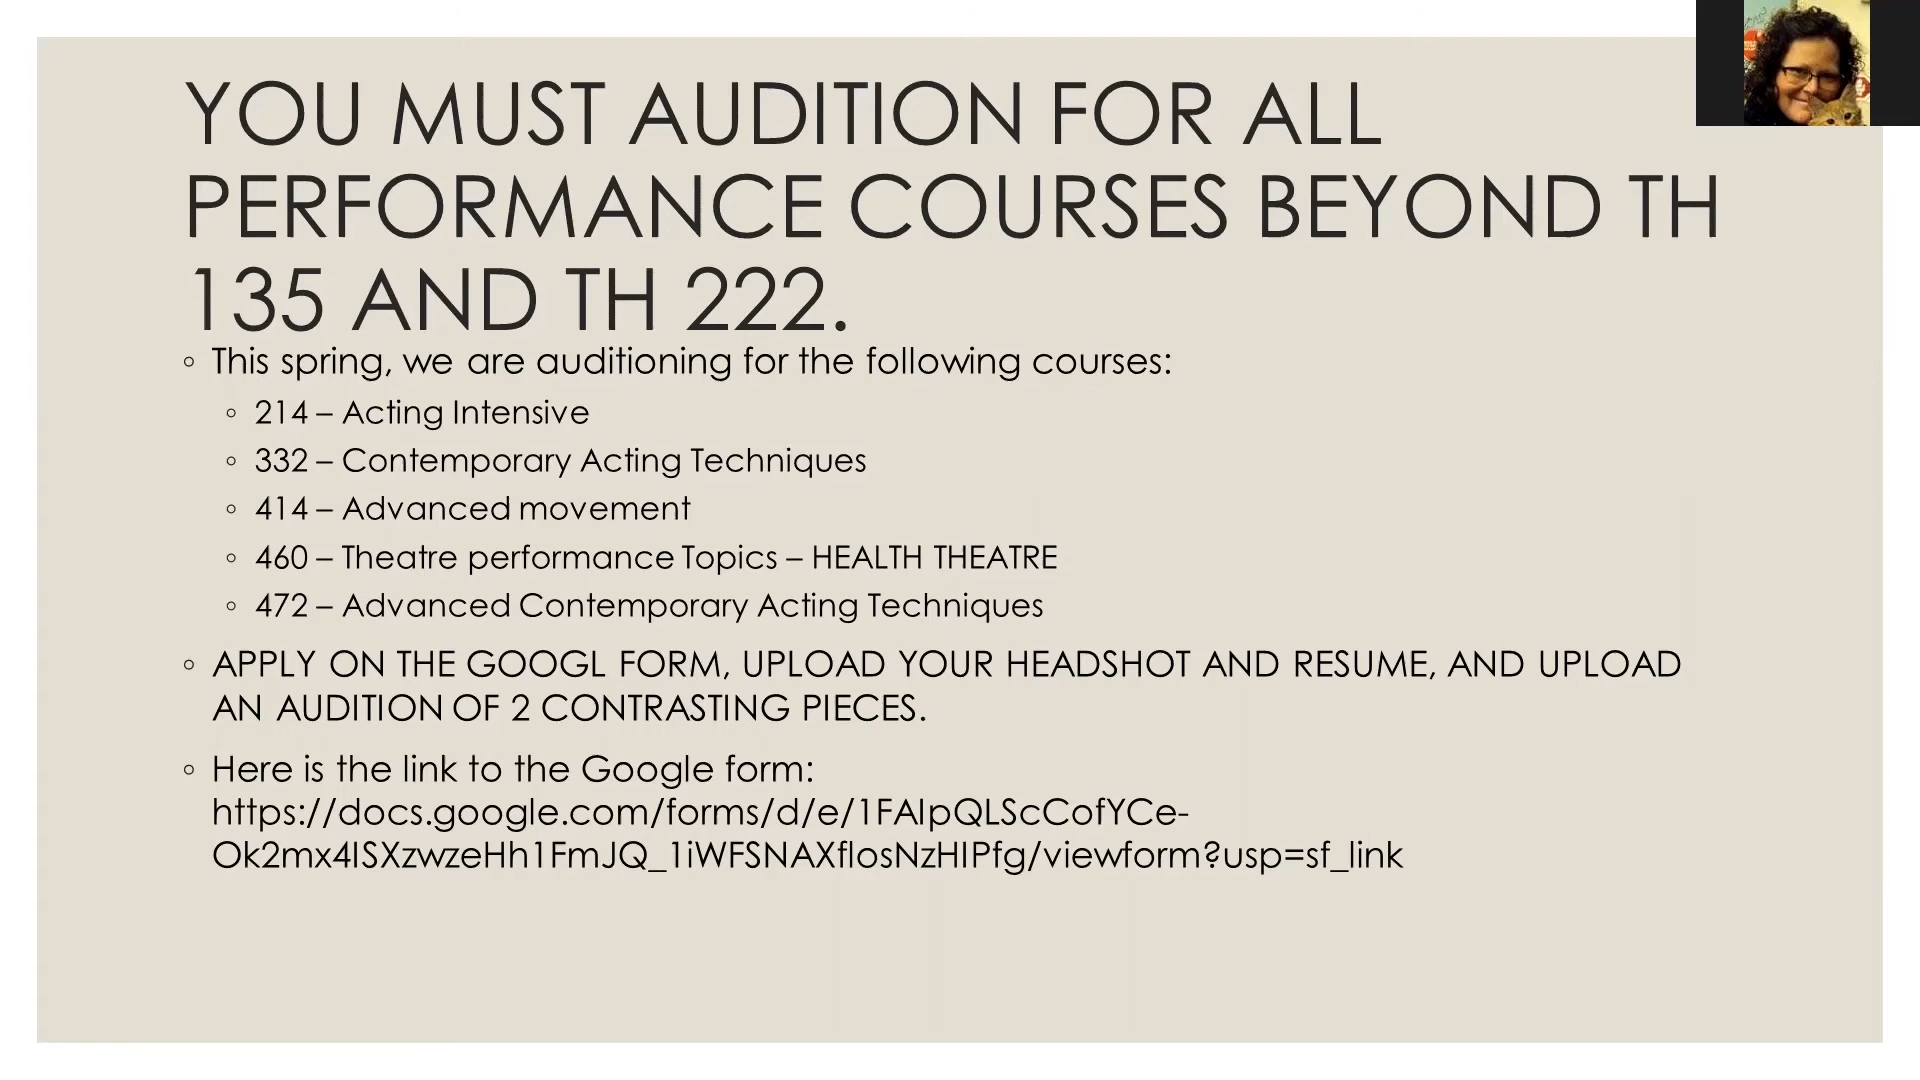 YOU MUST AUDITION FOR ALL
PERFORMANCE COURSES BEYOND TH
135 AND TH 222.
◦ This spring, we are auditioning for the following courses:
◦ 214 – Acting Intensive
◦ 332 – Contemporary Acting Techniques
◦ 414 – Advanced movement
◦ 460 – Theatre performance Topics – HEALTH THEATRE
◦ 472 – Advanced Contemporary Acting Techniques
◦ APPLY ON THE GOOGL FORM, UPLOAD YOUR HEADSHOT AND RESUME, AND UPLOAD
AN AUDITION OF 2 CONTRASTING PIECES.
◦ Here is the link to the Google form:
https://docs.google.com/forms/d/e/1FAIpQLScCofYCe-
Ok2mx4ISXzwzeHh1FmJQ_1iWFSNAXflosNzHIPfg/viewform?usp=sf_link